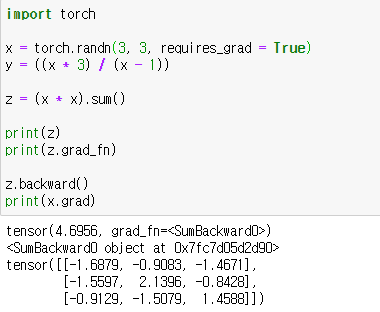 import torch
x = torch.randn(3, 3, requires_grad = True)
y = ((x * 3) / (x - 1))
z = (x * x).sum()
print(z)
print(z.grad_fn)
z.backward()
print(x.grad)
tensor(4.6956, grad_fn=<SumBackward0>)
<SumBackward0 object at 0x7fc7d05d2d90>
tensor([[-1.6879, -0.9083, -1.4671],
        [-1.5597,  2.1396, -0.8428],
        [-0.9129, -1.5079,  1.4588]])